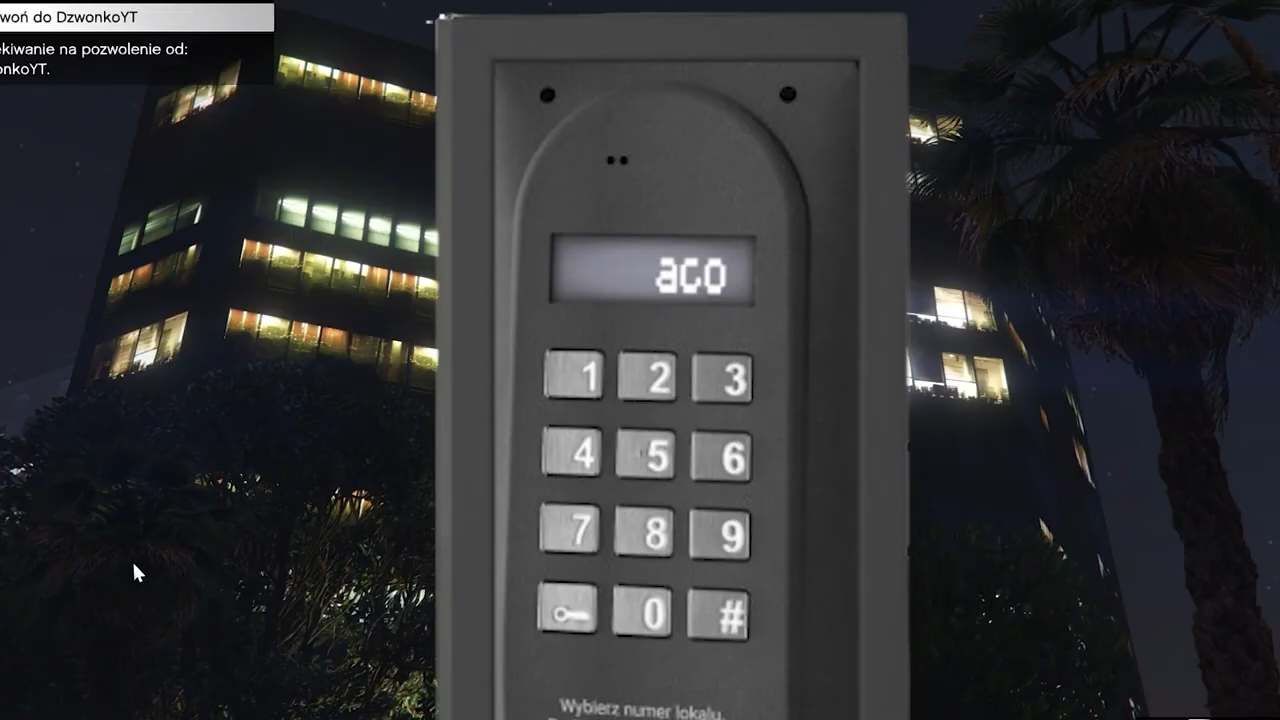 woń do DzwonkoYT
ekiwanie na pozwolenie od:
onkoYT.
aco
1 2 3
4 5 6
7 8 9
0 #
Wybierz numer lokalu.